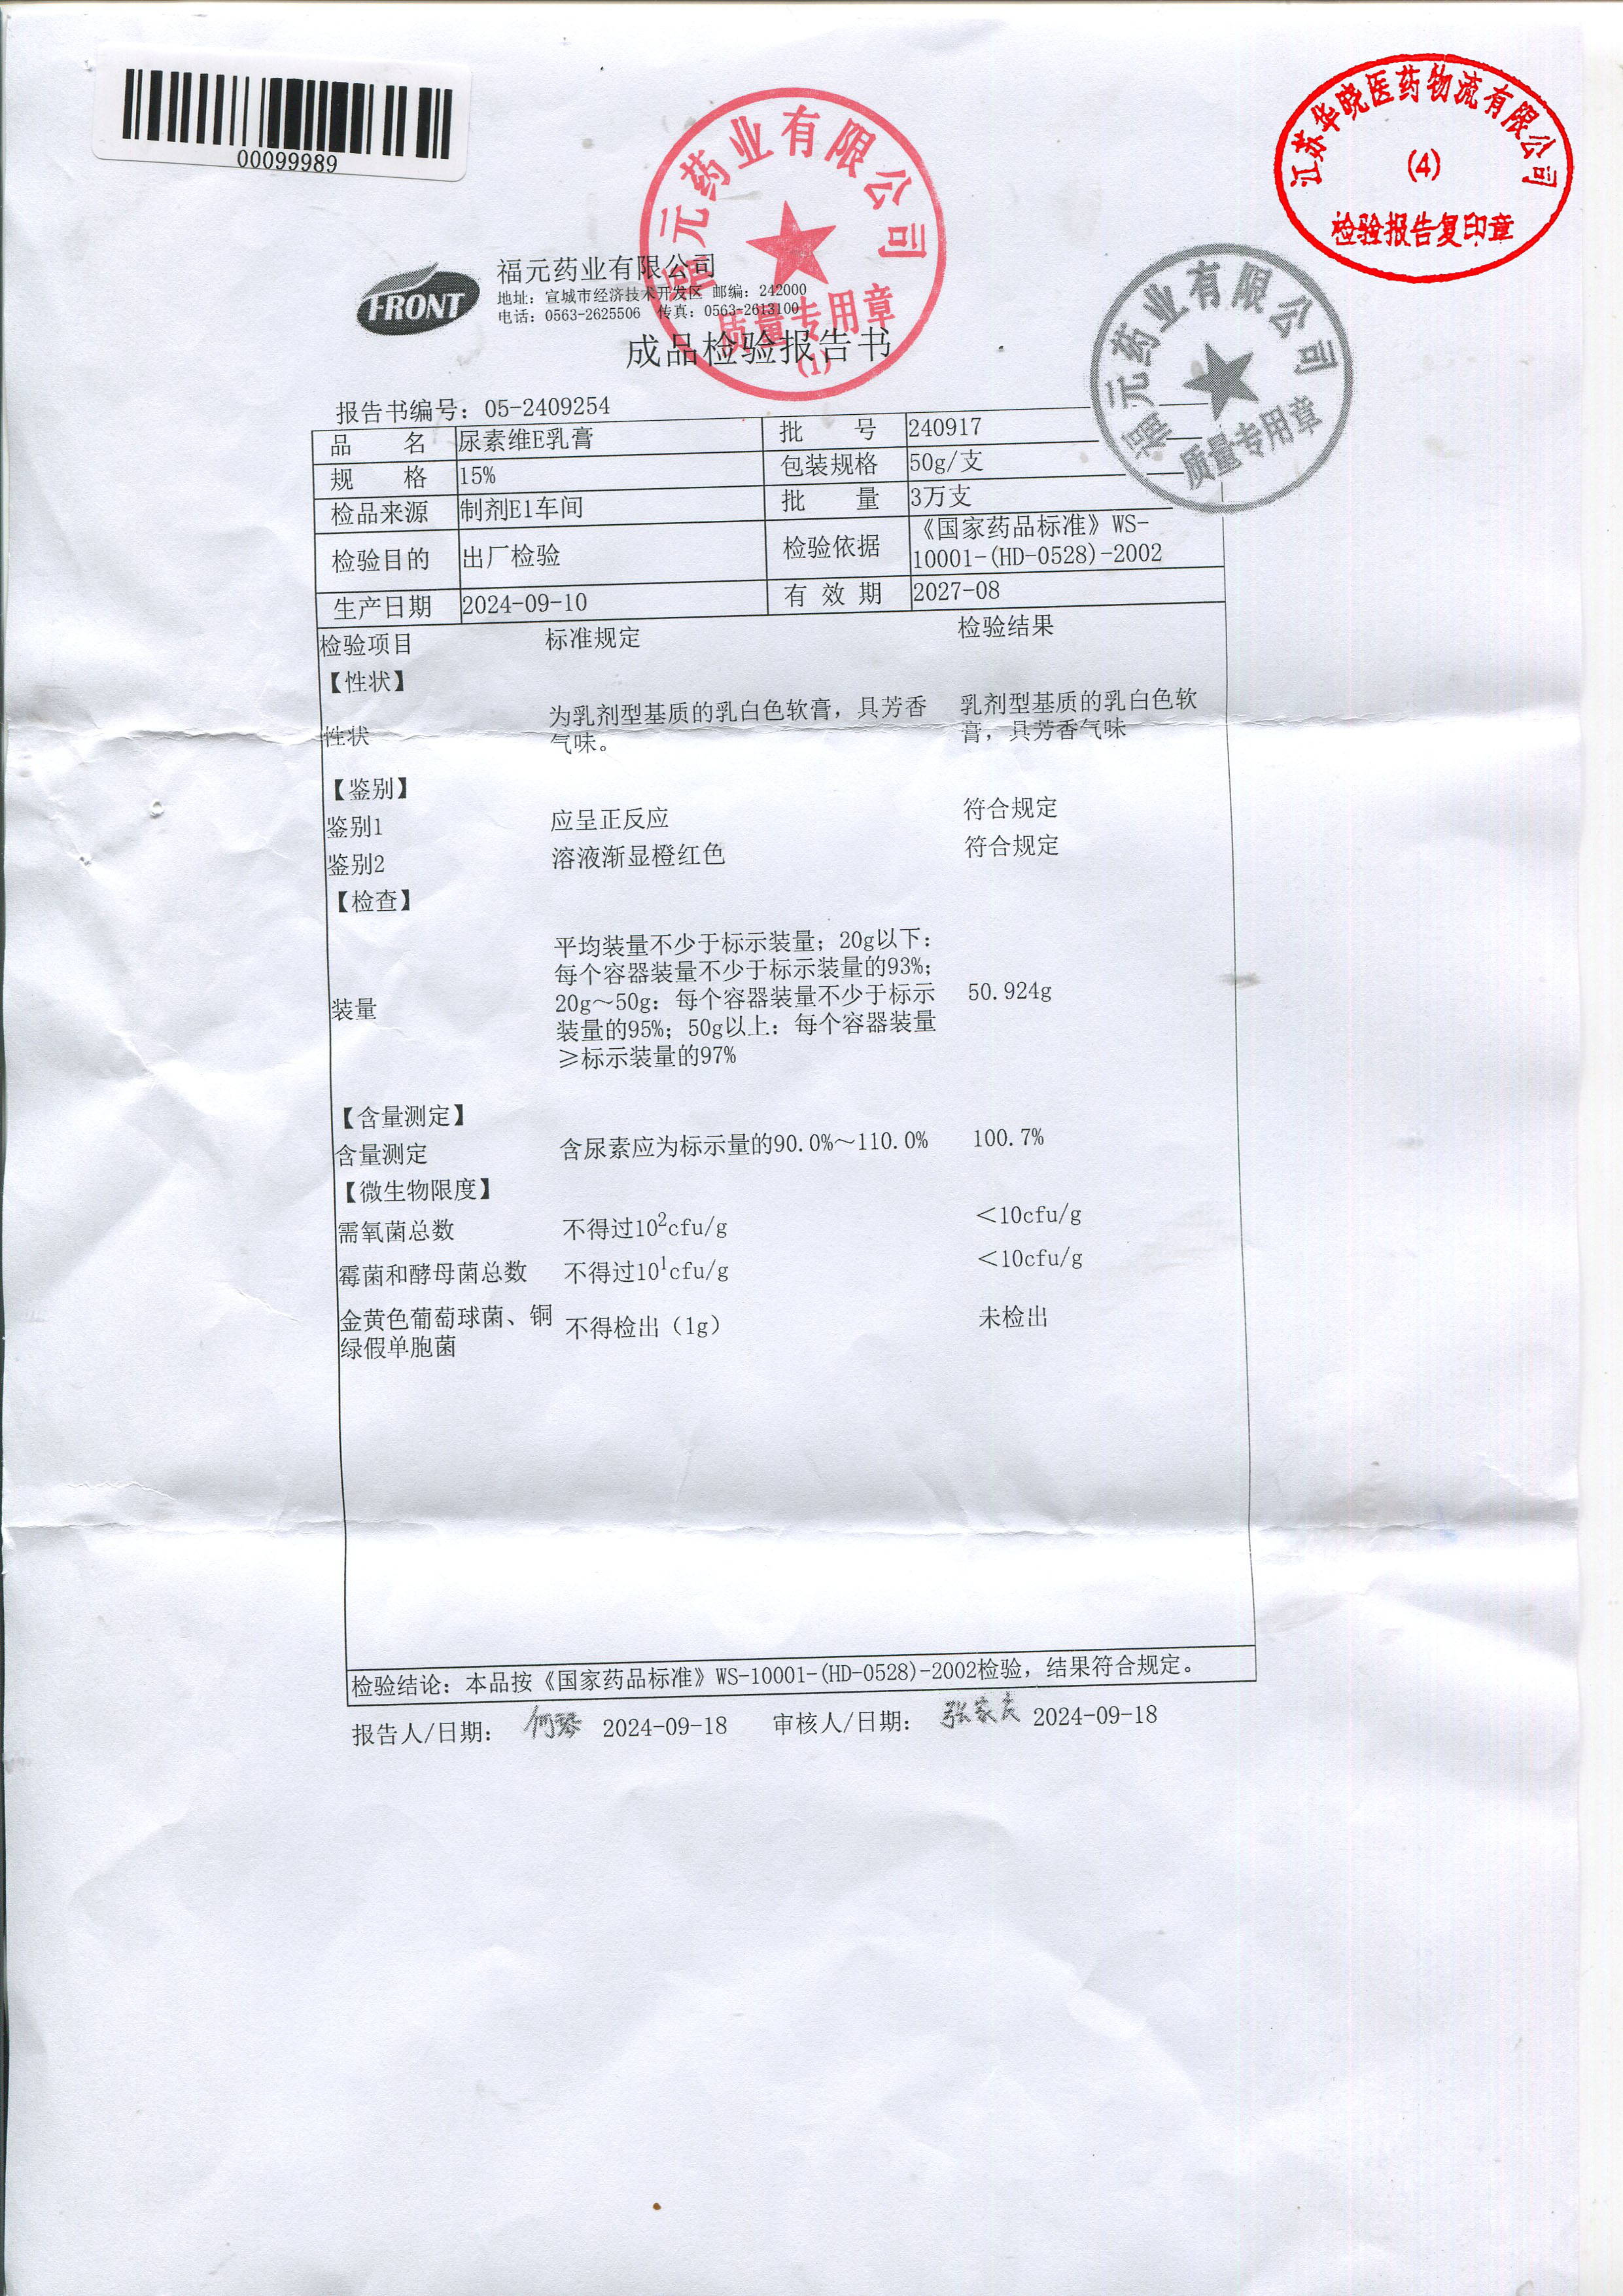 00099989
江苏华晓医药物流有限公司
(4)
检验报告复印章
福元药业有限公司
质量专用章
(1)
福元药业有限公司
质量专用章
FRONT
福元药业有限公司
地址：宣城市经济技术开发区 邮编：242000
电话：0563-2625506 传真：0563-2613100
成品检验报告书
报告书编号：05-2409254
品 名 尿素维E乳膏 批 号 240917
规 格 15% 包装规格 50g/支
检品来源 制剂E1车间 批 量 3万支
检验目的 出厂检验 检验依据 《国家药品标准》WS-
10001-(HD-0528)-2002
生产日期 2024-09-10 有 效 期 2027-08
检验项目 标准规定 检验结果
【性状】
性状 为乳剂型基质的乳白色软膏，具芳香 乳剂型基质的乳白色软
气味。 膏，具芳香气味
【鉴别】
鉴别1 应呈正反应 符合规定
鉴别2 溶液渐显橙红色 符合规定
【检查】
平均装量不少于标示装量；20g以下：
每个容器装量不少于标示装量的93%；
装量 20g～50g：每个容器装量不少于标示 50.924g
装量的95%；50g以上：每个容器装量
≥标示装量的97%
【含量测定】
含量测定 含尿素应为标示量的90.0%～110.0% 100.7%
【微生物限度】
需氧菌总数 不得过10²cfu/g ＜10cfu/g
霉菌和酵母菌总数 不得过10¹cfu/g ＜10cfu/g
金黄色葡萄球菌、铜 不得检出（1g） 未检出
绿假单胞菌
检验结论：本品按《国家药品标准》WS-10001-(HD-0528)-2002检验，结果符合规定。
报告人/日期： 何琴 2024-09-18 审核人/日期： 张家庆 2024-09-18